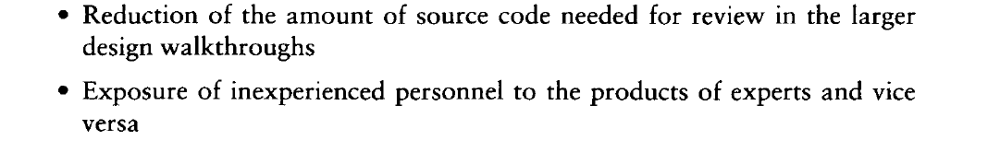 • Reduction of the amount of source code needed for review in the larger
design walkthroughs
• Exposure of inexperienced personnel to the products of experts and vice
versa